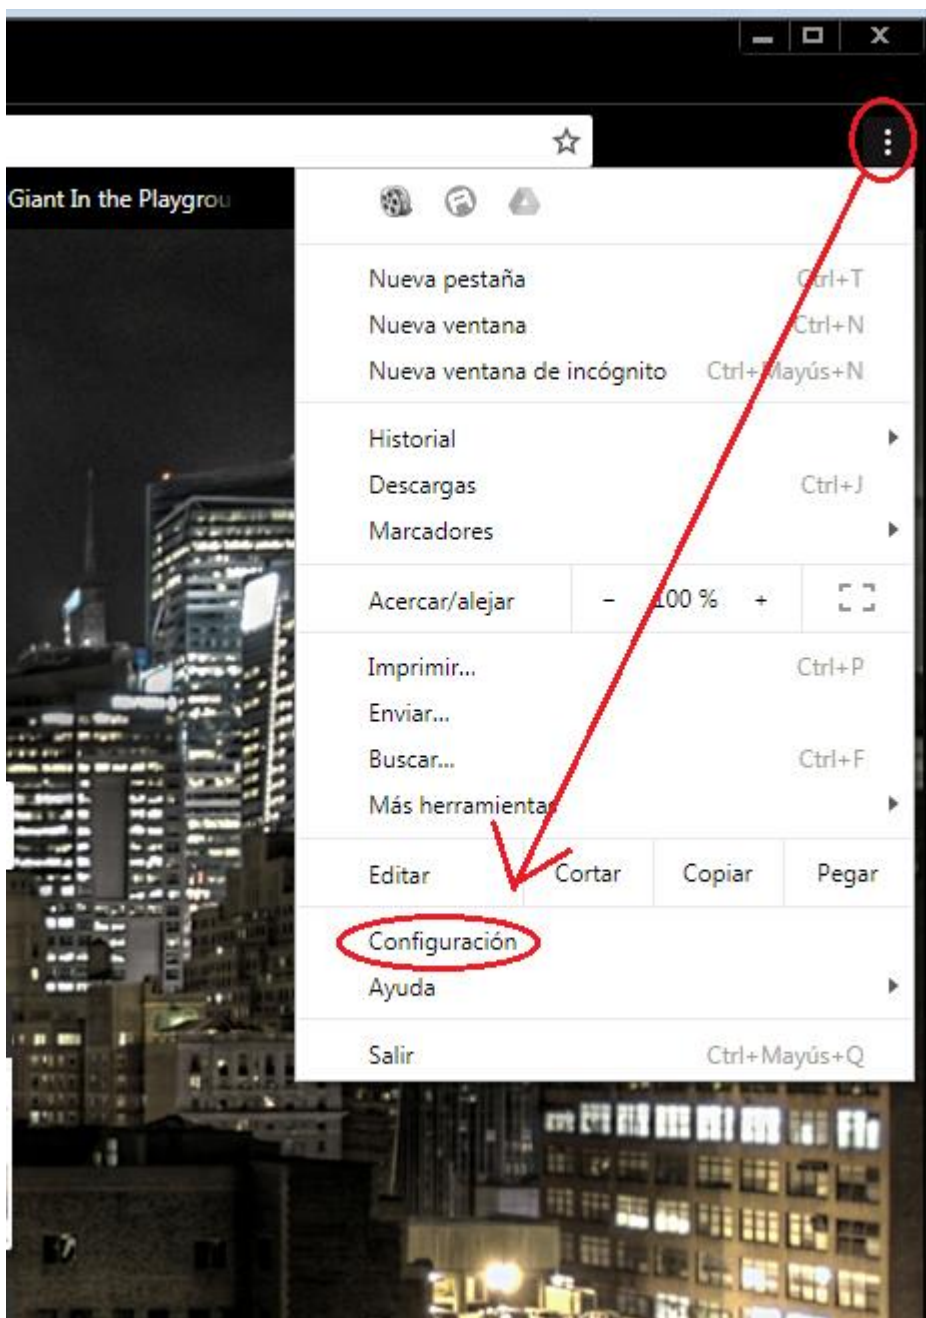 Giant In the Playgrou
Nueva pestaña Ctrl+T
Nueva ventana Ctrl+N
Nueva ventana de incógnito Ctrl+Mayús+N
Historial
Descargas Ctrl+J
Marcadores
Acercar/alejar - 100 % +
Imprimir... Ctrl+P
Enviar...
Buscar... Ctrl+F
Más herramientas
Editar Cortar Copiar Pegar
Configuración
Ayuda
Salir Ctrl+Mayús+Q